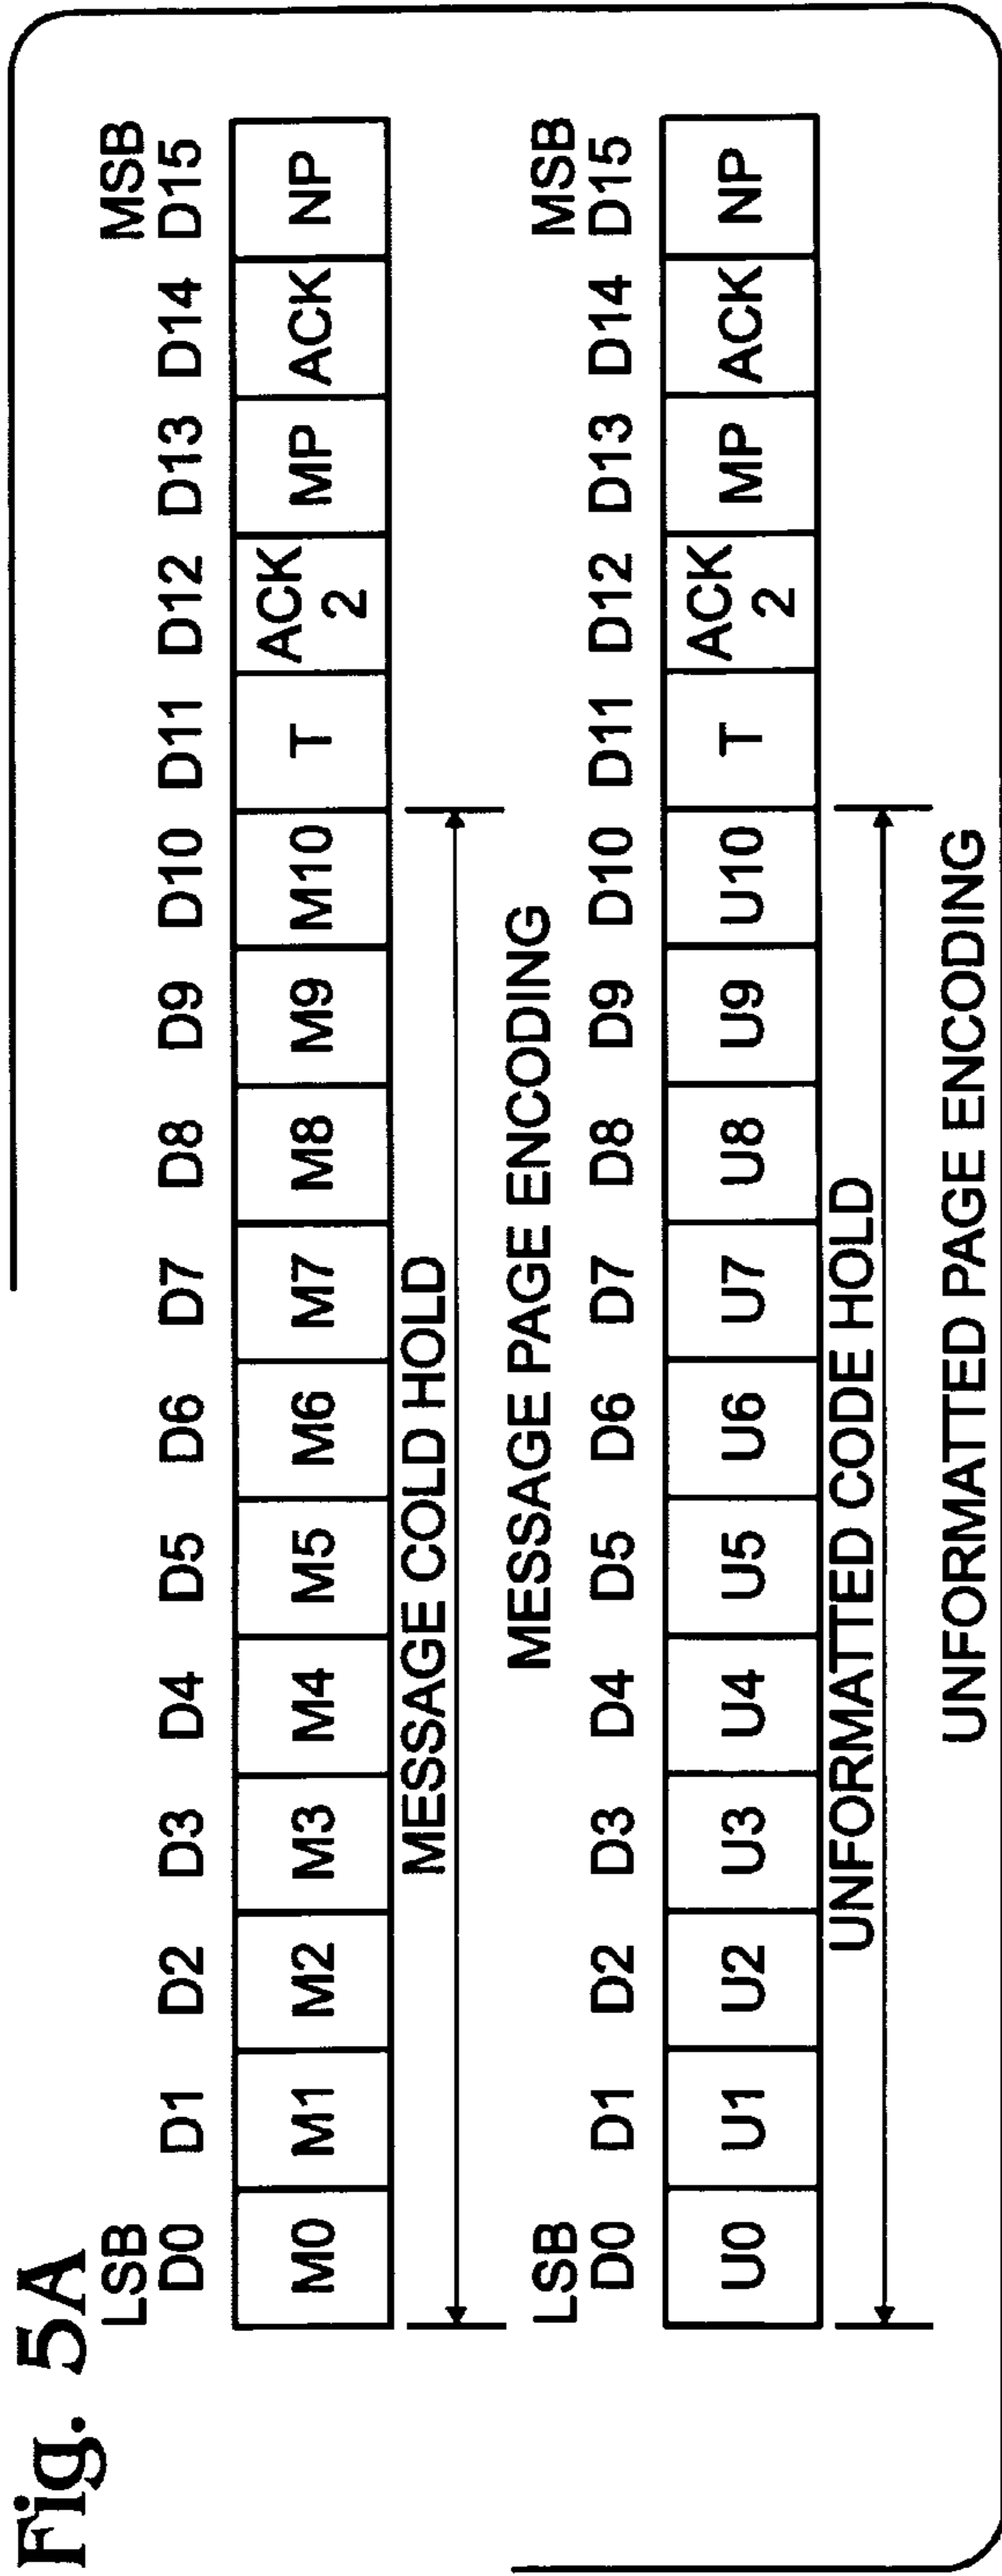 Fig. 5A
LSB MSB
D0 D1 D2 D3 D4 D5 D6 D7 D8 D9 D10 D11 D12 D13 D14 D15
M0 M1 M2 M3 M4 M5 M6 M7 M8 M9 M10 T ACK 2 MP ACK NP
MESSAGE COLD HOLD
MESSAGE PAGE ENCODING
LSB MSB
D0 D1 D2 D3 D4 D5 D6 D7 D8 D9 D10 D11 D12 D13 D14 D15
U0 U1 U2 U3 U4 U5 U6 U7 U8 U9 U10 T ACK 2 MP ACK NP
UNFORMATTED CODE HOLD
UNFORMATTED PAGE ENCODING